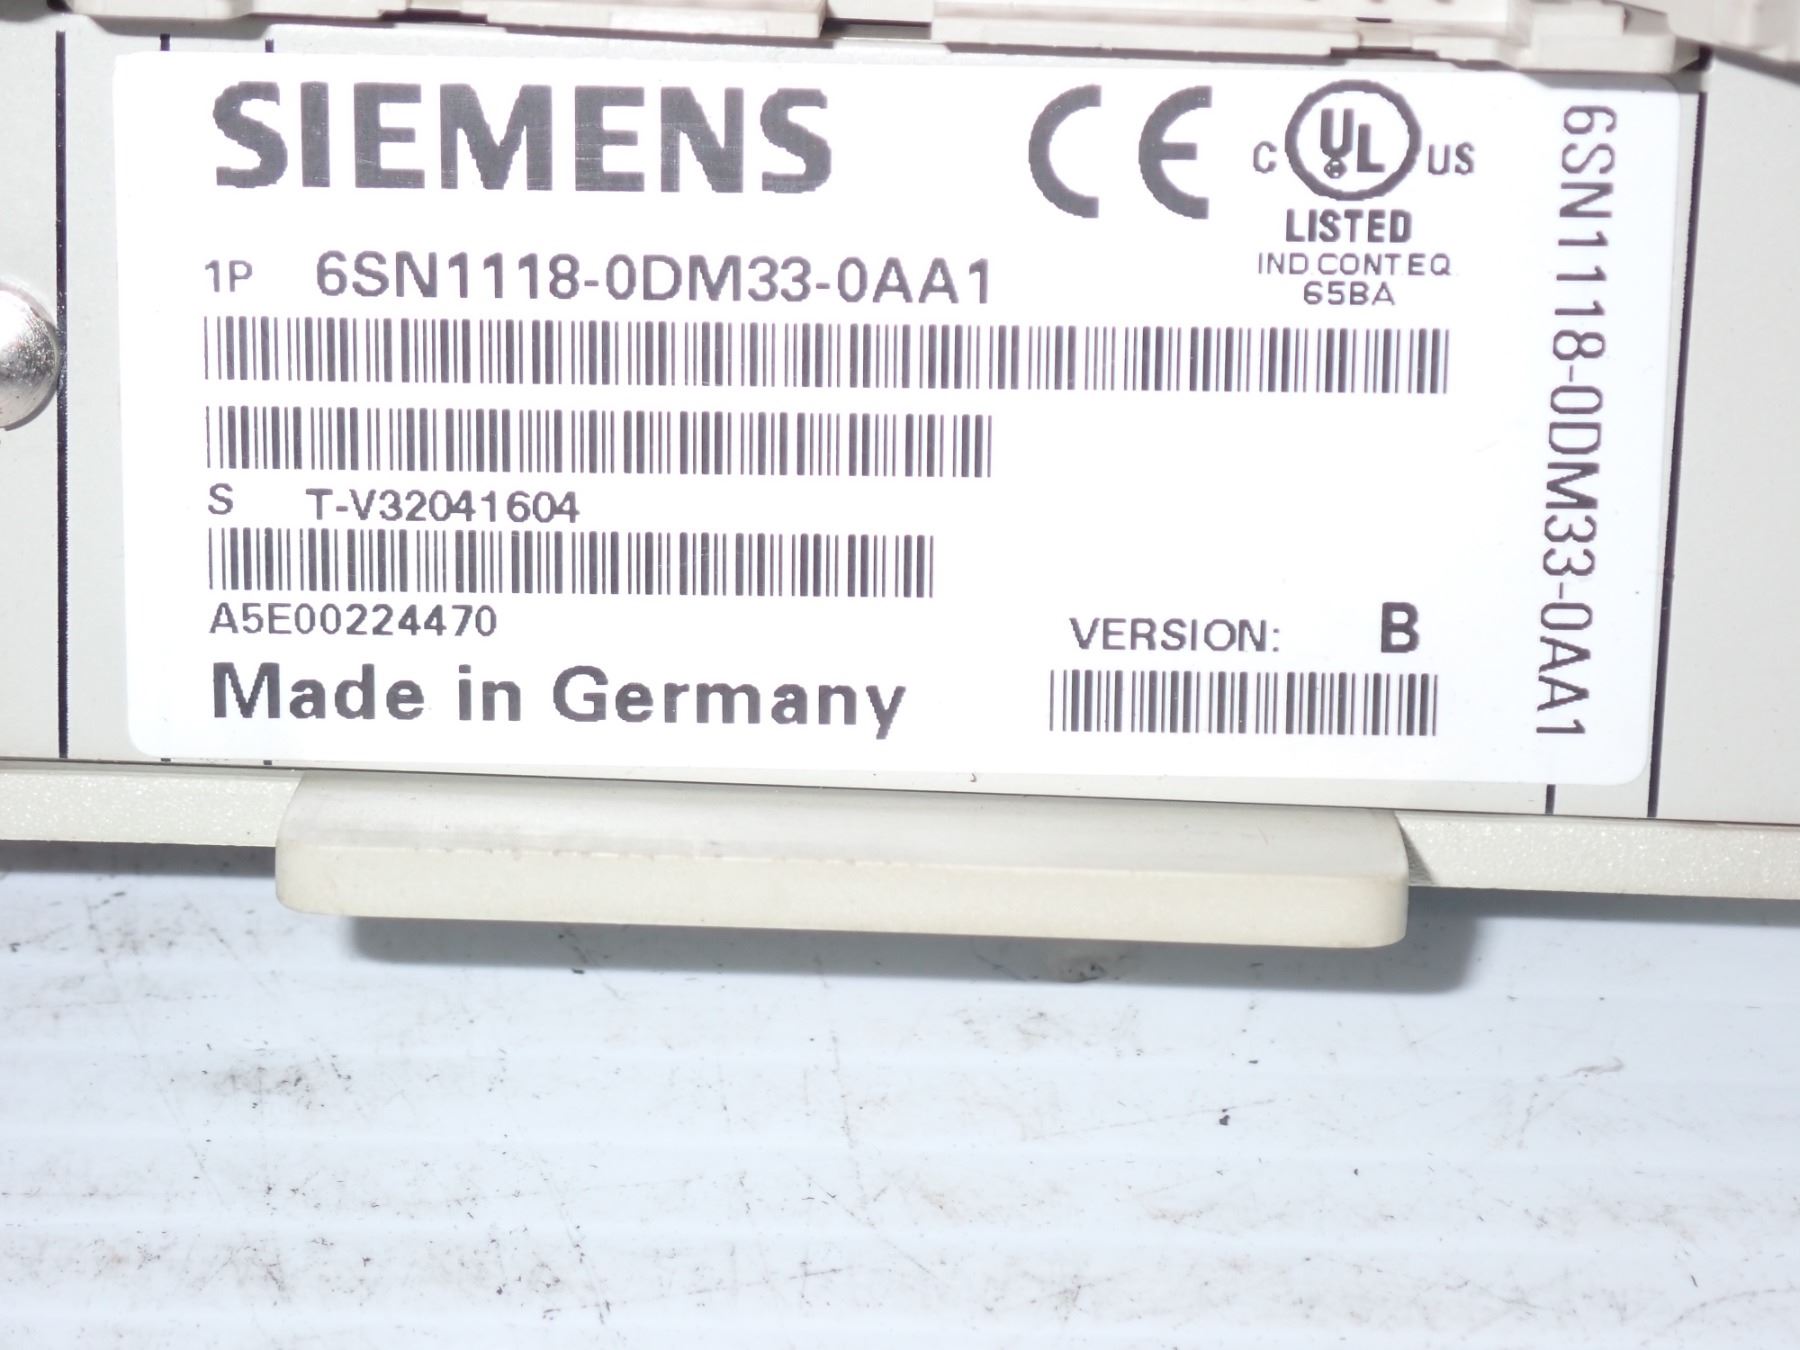 SIEMENS
CE
C UL US
LISTED
IND CONT EQ
65BA
1P 6SN1118-0DM33-0AA1
S T-V32041604
A5E00224470
VERSION: B
Made in Germany
6SN1118-0DM33-0AA1